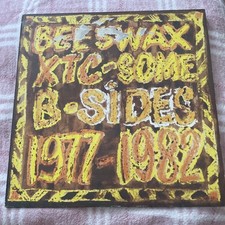 BEESWAX
XTC-SOME
B-SIDES
1977-1982